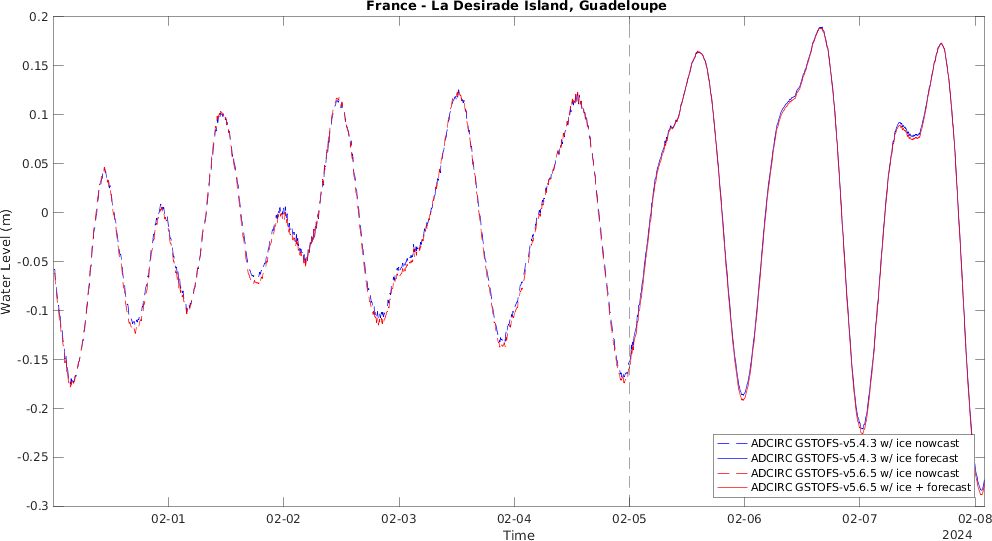 France - La Desirade Island, Guadeloupe
Water Level (m)
0.2
0.15
0.1
0.05
0
-0.05
-0.1
-0.15
-0.2
-0.25
-0.3
ADCIRC GSTOFS-v5.4.3 w/ ice nowcast
ADCIRC GSTOFS-v5.4.3 w/ ice forecast
ADCIRC GSTOFS-v5.6.5 w/ ice nowcast
ADCIRC GSTOFS-v5.6.5 w/ ice + forecast
02-01 02-02 02-03 02-04 02-05 02-06 02-07 02-08
Time
2024